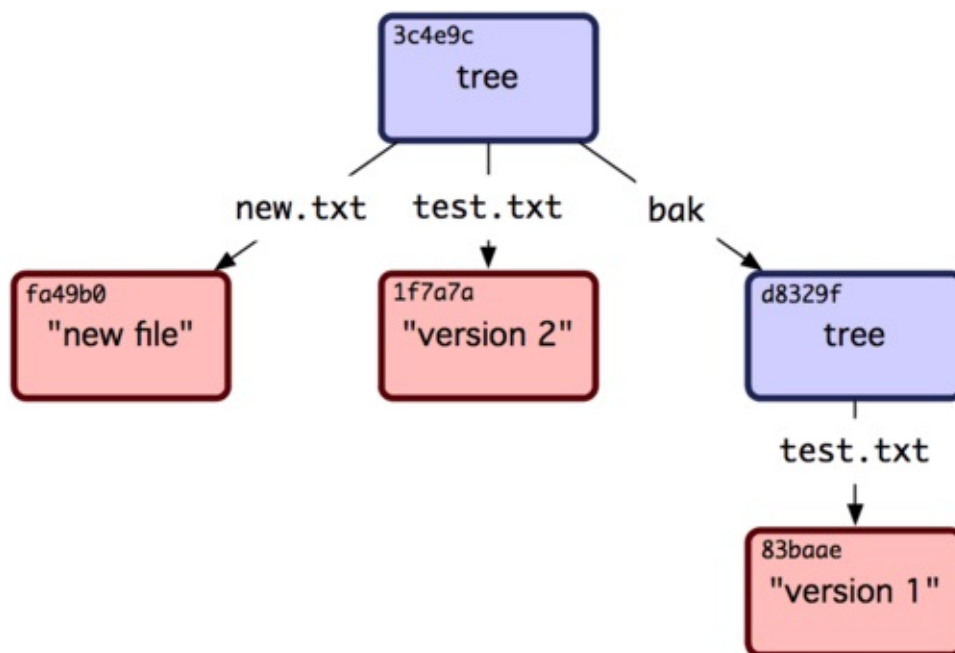 3c4e9c
tree
new.txt
test.txt
bak
fa49b0
"new file"
1f7a7a
"version 2"
d8329f
tree
test.txt
83baae
"version 1"